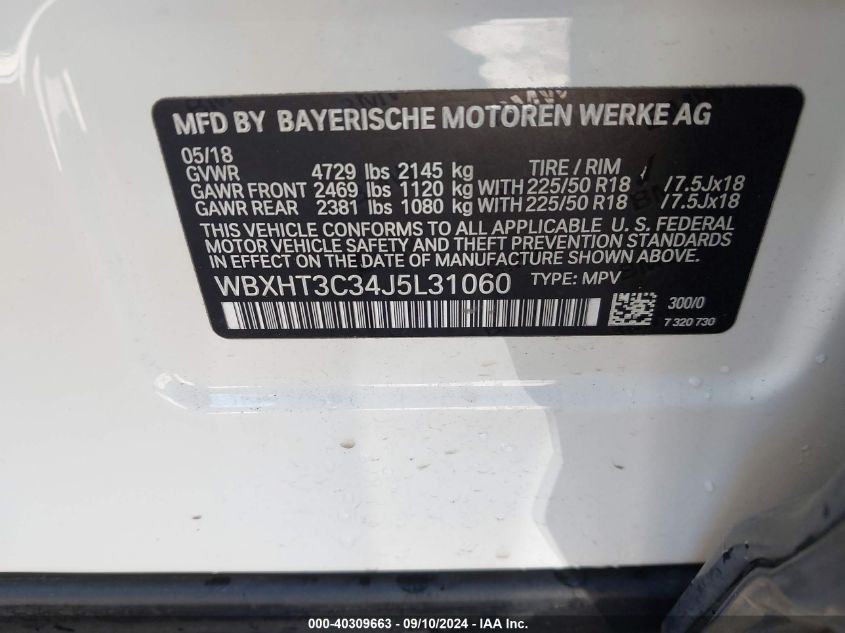 MFD BY BAYERISCHE MOTOREN WERKE AG
05/18
GVWR 4729 lbs 2145 kg TIRE / RIM
GAWR FRONT 2469 lbs 1120 kg WITH 225/50 R18 /7.5Jx18
GAWR REAR 2381 lbs 1080 kg WITH 225/50 R18 /7.5Jx18
THIS VEHICLE CONFORMS TO ALL APPLICABLE U. S. FEDERAL
MOTOR VEHICLE SAFETY AND THEFT PREVENTION STANDARDS
IN EFFECT ON THE DATE OF MANUFACTURE SHOWN ABOVE.
WBXHT3C34J5L31060 TYPE: MPV
300/0
7 320 730
000-40309663 - 09/10/2024 - IAA Inc.